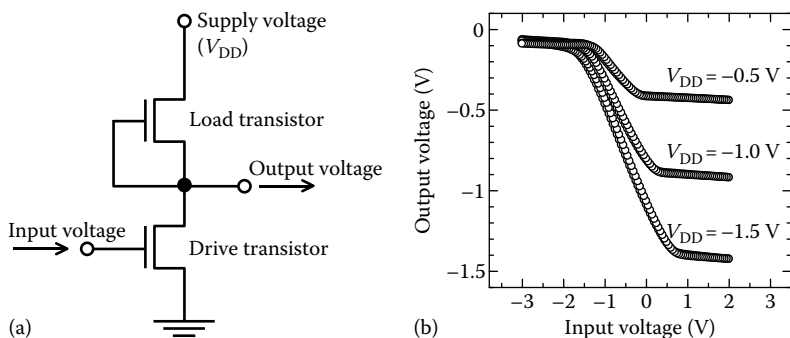 Supply voltage
(VDD)
Load transistor
Output voltage
Input voltage
Drive transistor
(a)
0
−0.5
−1
−1.5
Output voltage (V)
VDD = −0.5 V
VDD = −1.0 V
VDD = −1.5 V
−3 −2 −1 0 1 2 3
Input voltage (V)
(b)